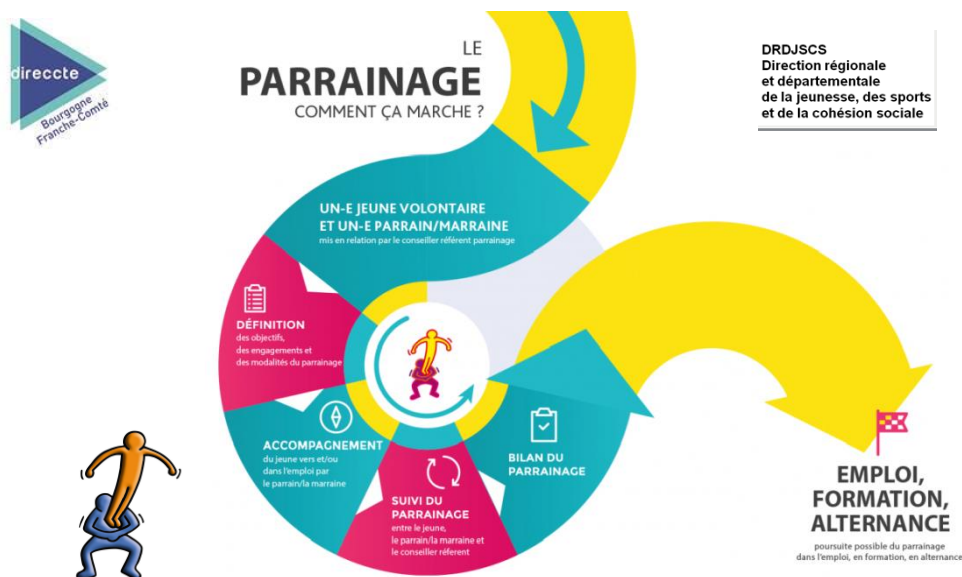 direccte
Bourgogne
Franche-Comté
LE
PARRAINAGE
COMMENT ÇA MARCHE ?
DRDJSCS
Direction régionale
et départementale
de la jeunesse, des sports
et de la cohésion sociale
UN-E JEUNE VOLONTAIRE
ET UN-E PARRAIN/MARRAINE
mis en relation par le conseiller référent parrainage
DÉFINITION
des objectifs,
des engagements et
des modalités du parrainage
ACCOMPAGNEMENT
du jeune vers et/ou
dans l'emploi par
le parrain/la marraine
SUIVI DU
PARRAINAGE
entre le jeune,
le parrain/la marraine et
le conseiller réferent
BILAN DU
PARRAINAGE
EMPLOI,
FORMATION,
ALTERNANCE
poursuite possible du parrainage
dans l'emploi, en formation, en alternance